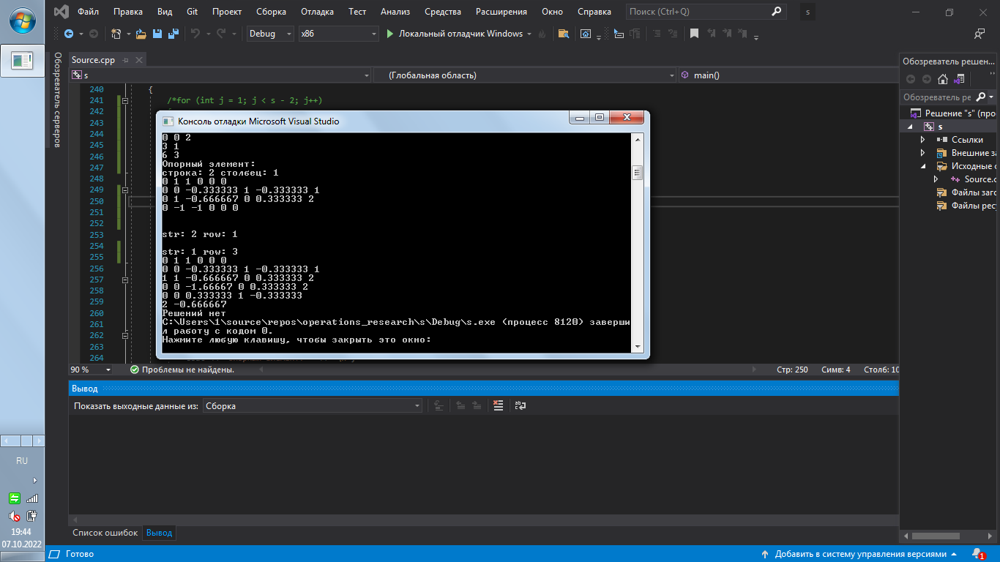 Файл Правка Вид Git Проект Сборка Отладка Тест Анализ Средства Расширения Окно Справка Поиск (Ctrl+Q) s
Debug x86 Локальный отладчик Windows
Обозреватель серверов
Source.cpp
s (Глобальная область) main()
240 {
241 /*for (int j = 1; j < s - 2; j++)
242
243
244
245
246
247
248
249
250
251
252
253
254
255
256
257
258
259
260
261
262
263
264
Консоль отладки Microsoft Visual Studio
0 0 2
3 1
6 3
Опорный элемент:
строка: 2 столбец: 1
0 1 1 0 0 0
0 0 -0.333333 1 -0.333333 1
0 1 -0.666667 0 0.333333 2
0 -1 -1 0 0 0
str: 2 row: 1
str: 1 row: 3
0 1 1 0 0 0
0 0 -0.333333 1 -0.333333 1
1 1 -0.666667 0 0.333333 2
0 0 -1.66667 0 0.333333 2
0 0 0.333333 1 -0.333333
2 -0.666667
Решений нет
C:\Users\1\source\repos\operations_research\s\Debug\s.exe (процесс 8120) заверши
л работу с кодом 0.
Нажмите любую клавишу, чтобы закрыть это окно:
90 % Проблемы не найдены. Стр: 250 Симв: 4 Столб: 10
Вывод
Показать выходные данные из: Сборка
Список ошибок Вывод
Обозреватель решен...
Обозреватель ре
Решение "s" (про
s
Ссылки
Внешние за
Исходные с
Source.c
Файлы заго
Файлы ресу
RU
19:44
07.10.2022
Готово Добавить в систему управления версиями 1